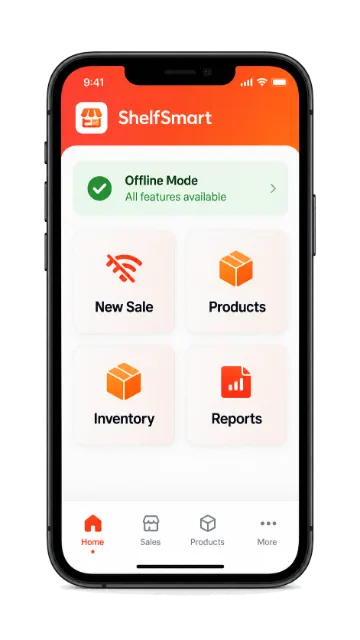 9:41
ShelfSmart
Offline Mode
All features available
New Sale
Products
Inventory
Reports
Home
Sales
Products
More